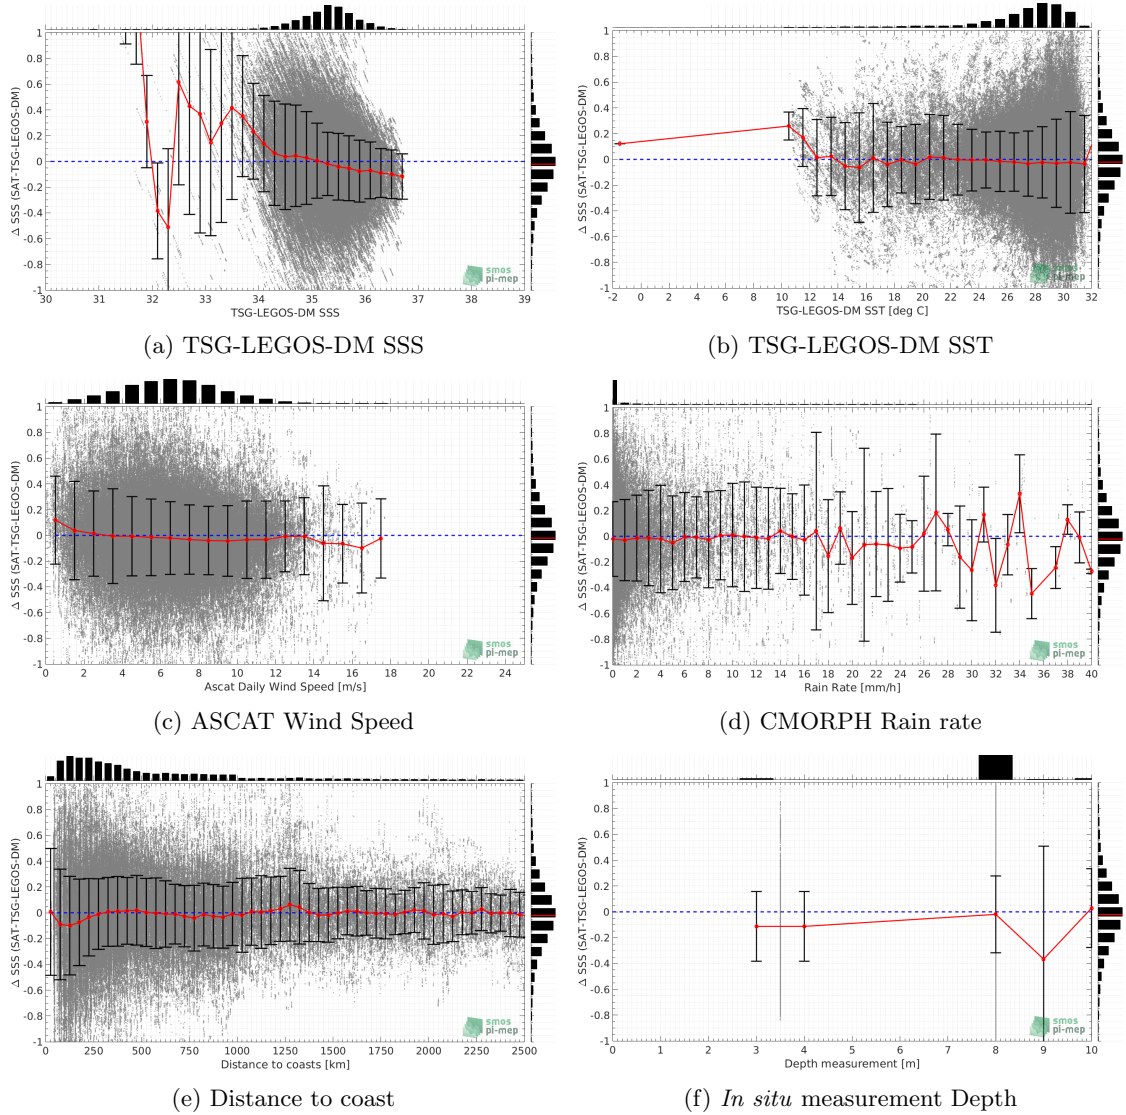 Δ SSS (SAT-TSG-LEGOS-DM)
1
0.8
0.6
0.4
0.2
0
-0.2
-0.4
-0.6
-0.8
-1
30 31 32 33 34 35 36 37 38 39
TSG-LEGOS-DM SSS
smos
pi-mep
(a) TSG-LEGOS-DM SSS
Δ SSS (SAT-TSG-LEGOS-DM)
1
0.8
0.6
0.4
0.2
0
-0.2
-0.4
-0.6
-0.8
-1
-2 0 2 4 6 8 10 12 14 16 18 20 22 24 26 28 30 32
TSG-LEGOS-DM SST [deg C]
smos
pi-mep
(b) TSG-LEGOS-DM SST
Δ SSS (SAT-TSG-LEGOS-DM)
1
0.8
0.6
0.4
0.2
0
-0.2
-0.4
-0.6
-0.8
-1
0 2 4 6 8 10 12 14 16 18 20 22 24
Ascat Daily Wind Speed [m/s]
smos
pi-mep
(c) ASCAT Wind Speed
Δ SSS (SAT-TSG-LEGOS-DM)
1
0.8
0.6
0.4
0.2
0
-0.2
-0.4
-0.6
-0.8
-1
0 2 4 6 8 10 12 14 16 18 20 22 24 26 28 30 32 34 36 38 40
Rain Rate [mm/h]
smos
pi-mep
(d) CMORPH Rain rate
Δ SSS (SAT-TSG-LEGOS-DM)
1
0.8
0.6
0.4
0.2
0
-0.2
-0.4
-0.6
-0.8
-1
0 250 500 750 1000 1250 1500 1750 2000 2250 2500
Distance to coasts [km]
smos
pi-mep
(e) Distance to coast
Δ SSS (SAT-TSG-LEGOS-DM)
1
0.8
0.6
0.4
0.2
0
-0.2
-0.4
-0.6
-0.8
-1
0 1 2 3 4 5 6 7 8 9 10
Depth measurement [m]
smos
pi-mep
(f) In situ measurement Depth